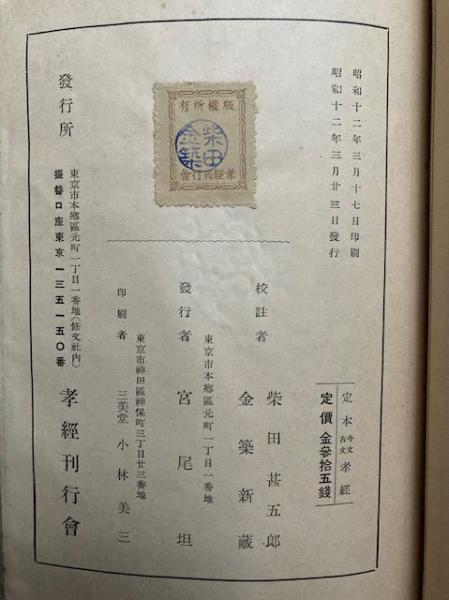 昭和十二年三月十七日印刷
昭和十二年三月廿三日發行
定本 今文 古文 孝經
定價 金參拾五錢
版權所有
柴田
金築
孝經刊行會
校註者
柴田甚五郎
金築新藏
東京市本鄕區元町一丁目一番地
發行者 宮尾坦
東京市神田區神保町三丁目廿三番地
印刷者 三美堂 小林美三
發行所
東京市本鄕區元町一丁目一番地(修文社內)
振替口座東京一三五一五〇番
孝經刊行會